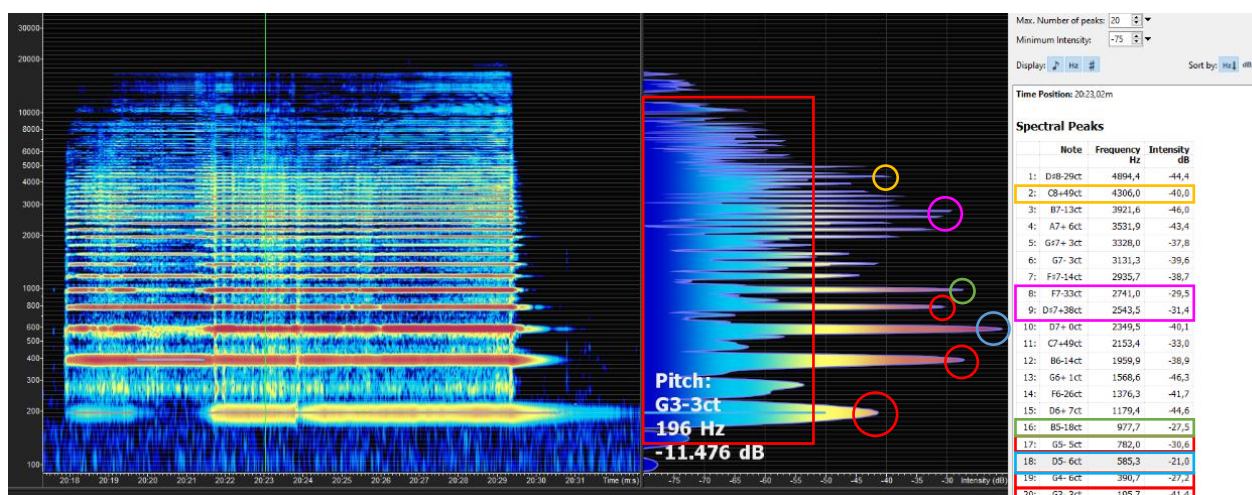 30000
20000
10000
8000
6000
5000
4000
3000
2000
1000
800
600
500
400
300
200
100
20:18 20:19 20:20 20:21 20:22 20:23 20:24 20:25 20:26 20:27 20:28 20:29 20:30 20:31 Time (m:s)
Pitch:
G3-3ct
196 Hz
-11.476 dB
-75 -70 -65 -60 -55 -50 -45 -40 -35 -30 Intensity (dB)
Max. Number of peaks: 20
Minimum Intensity: -75
Display: Hz Sort by: Hz dB
Time Position: 20:23,02m
Spectral Peaks
Note Frequency Intensity
Hz dB
1: D♯8-29ct 4894,4 -44,4
2: C8+49ct 4306,0 -40,0
3: B7-13ct 3921,6 -46,0
4: A7+ 6ct 3531,9 -43,4
5: G♯7+ 3ct 3328,0 -37,8
6: G7- 3ct 3131,3 -39,6
7: F♯7-14ct 2935,7 -38,7
8: F7-33ct 2741,0 -29,5
9: D♯7+38ct 2543,5 -31,4
10: D7+ 0ct 2349,5 -40,1
11: C7+49ct 2153,4 -33,0
12: B6-14ct 1959,9 -38,9
13: G6+ 1ct 1568,6 -46,3
14: F6-26ct 1376,3 -41,7
15: D6+ 7ct 1179,4 -44,6
16: B5-18ct 977,7 -27,5
17: G5- 5ct 782,0 -30,6
18: D5- 6ct 585,3 -21,0
19: G4- 6ct 390,7 -27,2
20: G3- 3ct 195,7 -41,4